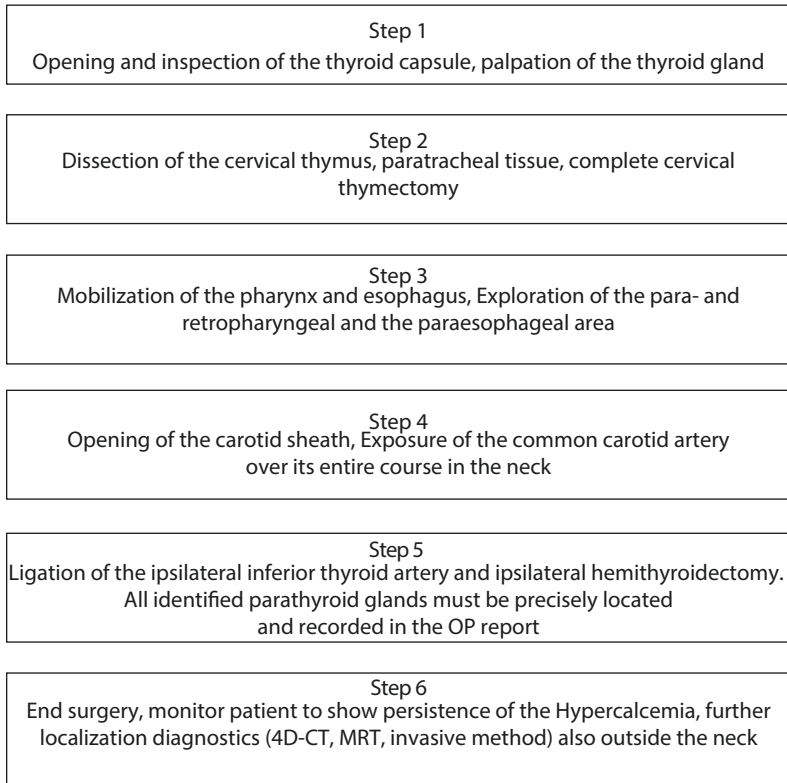 Step 1
Opening and inspection of the thyroid capsule, palpation of the thyroid gland
Step 2
Dissection of the cervical thymus, paratracheal tissue, complete cervical
thymectomy
Step 3
Mobilization of the pharynx and esophagus, Exploration of the para- and
retropharyngeal and the paraesophageal area
Step 4
Opening of the carotid sheath, Exposure of the common carotid artery
over its entire course in the neck
Step 5
Ligation of the ipsilateral inferior thyroid artery and ipsilateral hemithyroidectomy.
All identified parathyroid glands must be precisely located
and recorded in the OP report
Step 6
End surgery, monitor patient to show persistence of the Hypercalcemia, further
localization diagnostics (4D-CT, MRT, invasive method) also outside the neck